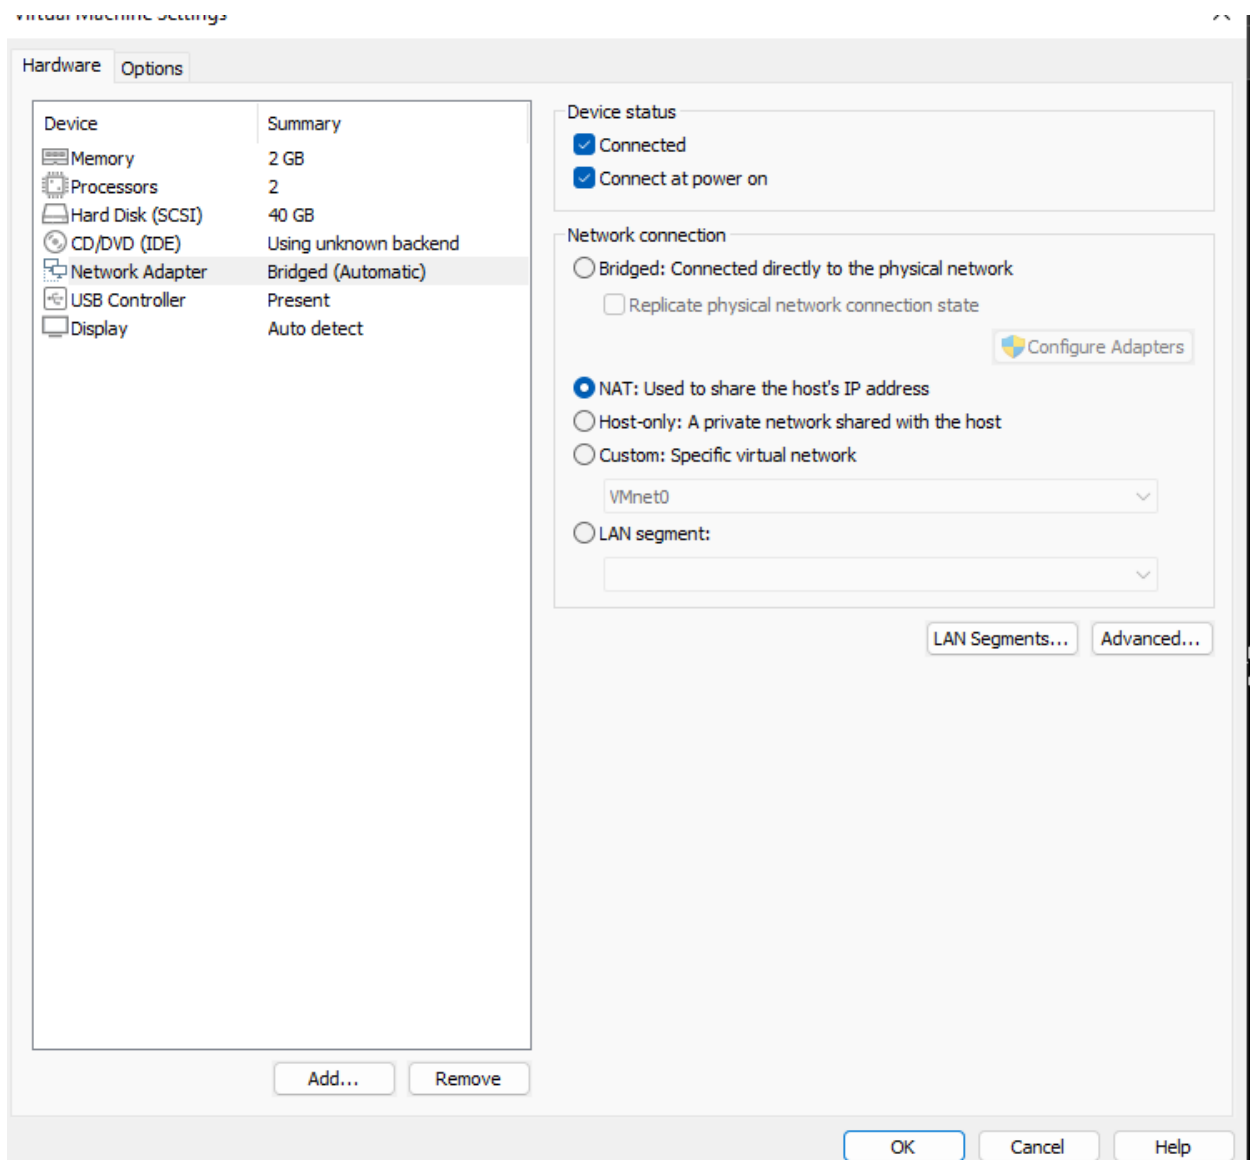 Virtual Machine Settings
Hardware
Options
Device Summary
Memory 2 GB
Processors 2
Hard Disk (SCSI) 40 GB
CD/DVD (IDE) Using unknown backend
Network Adapter Bridged (Automatic)
USB Controller Present
Display Auto detect
Add...
Remove
Device status
Connected
Connect at power on
Network connection
Bridged: Connected directly to the physical network
Replicate physical network connection state
Configure Adapters
NAT: Used to share the host's IP address
Host-only: A private network shared with the host
Custom: Specific virtual network
VMnet0
LAN segment:
LAN Segments...
Advanced...
OK
Cancel
Help